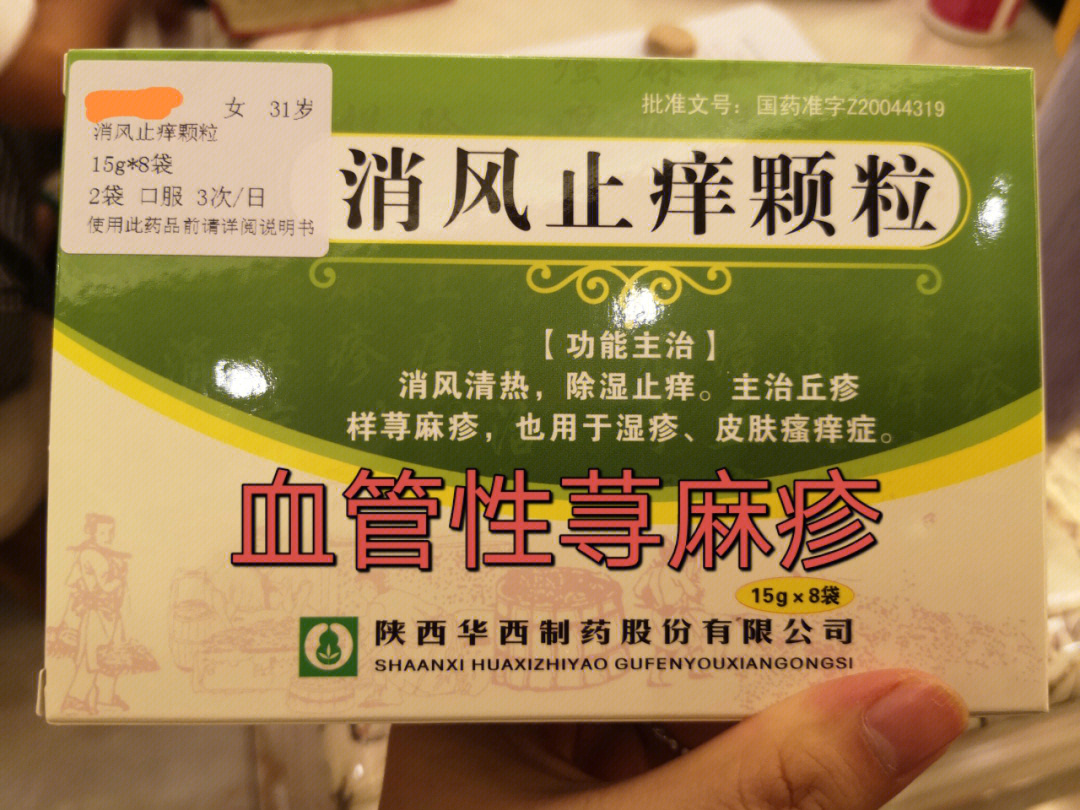 女 31岁
消风止痒颗粒
15g*8袋
2袋 口服 3次/日
使用此药品前请详阅说明书
批准文号：国药准字Z20044319
消风止痒颗粒
【功能主治】
消风清热，除湿止痒。主治丘疹
样荨麻疹，也用于湿疹、皮肤瘙痒症。
血管性荨麻疹
15g×8袋
陕西华西制药股份有限公司
SHAANXI HUAXIZHIYAO GUFENYOUXIANGONGSI